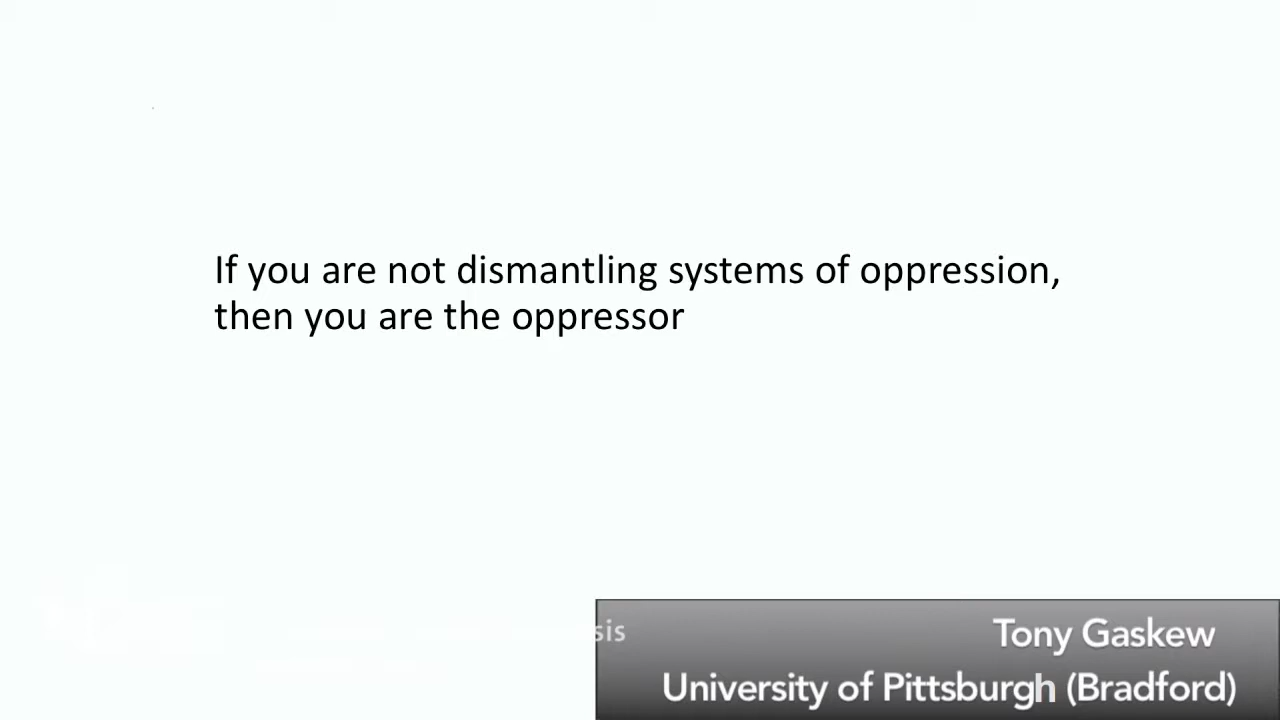 If you are not dismantling systems of oppression,
then you are the oppressor
sis
Tony Gaskew
University of Pittsburgh (Bradford)